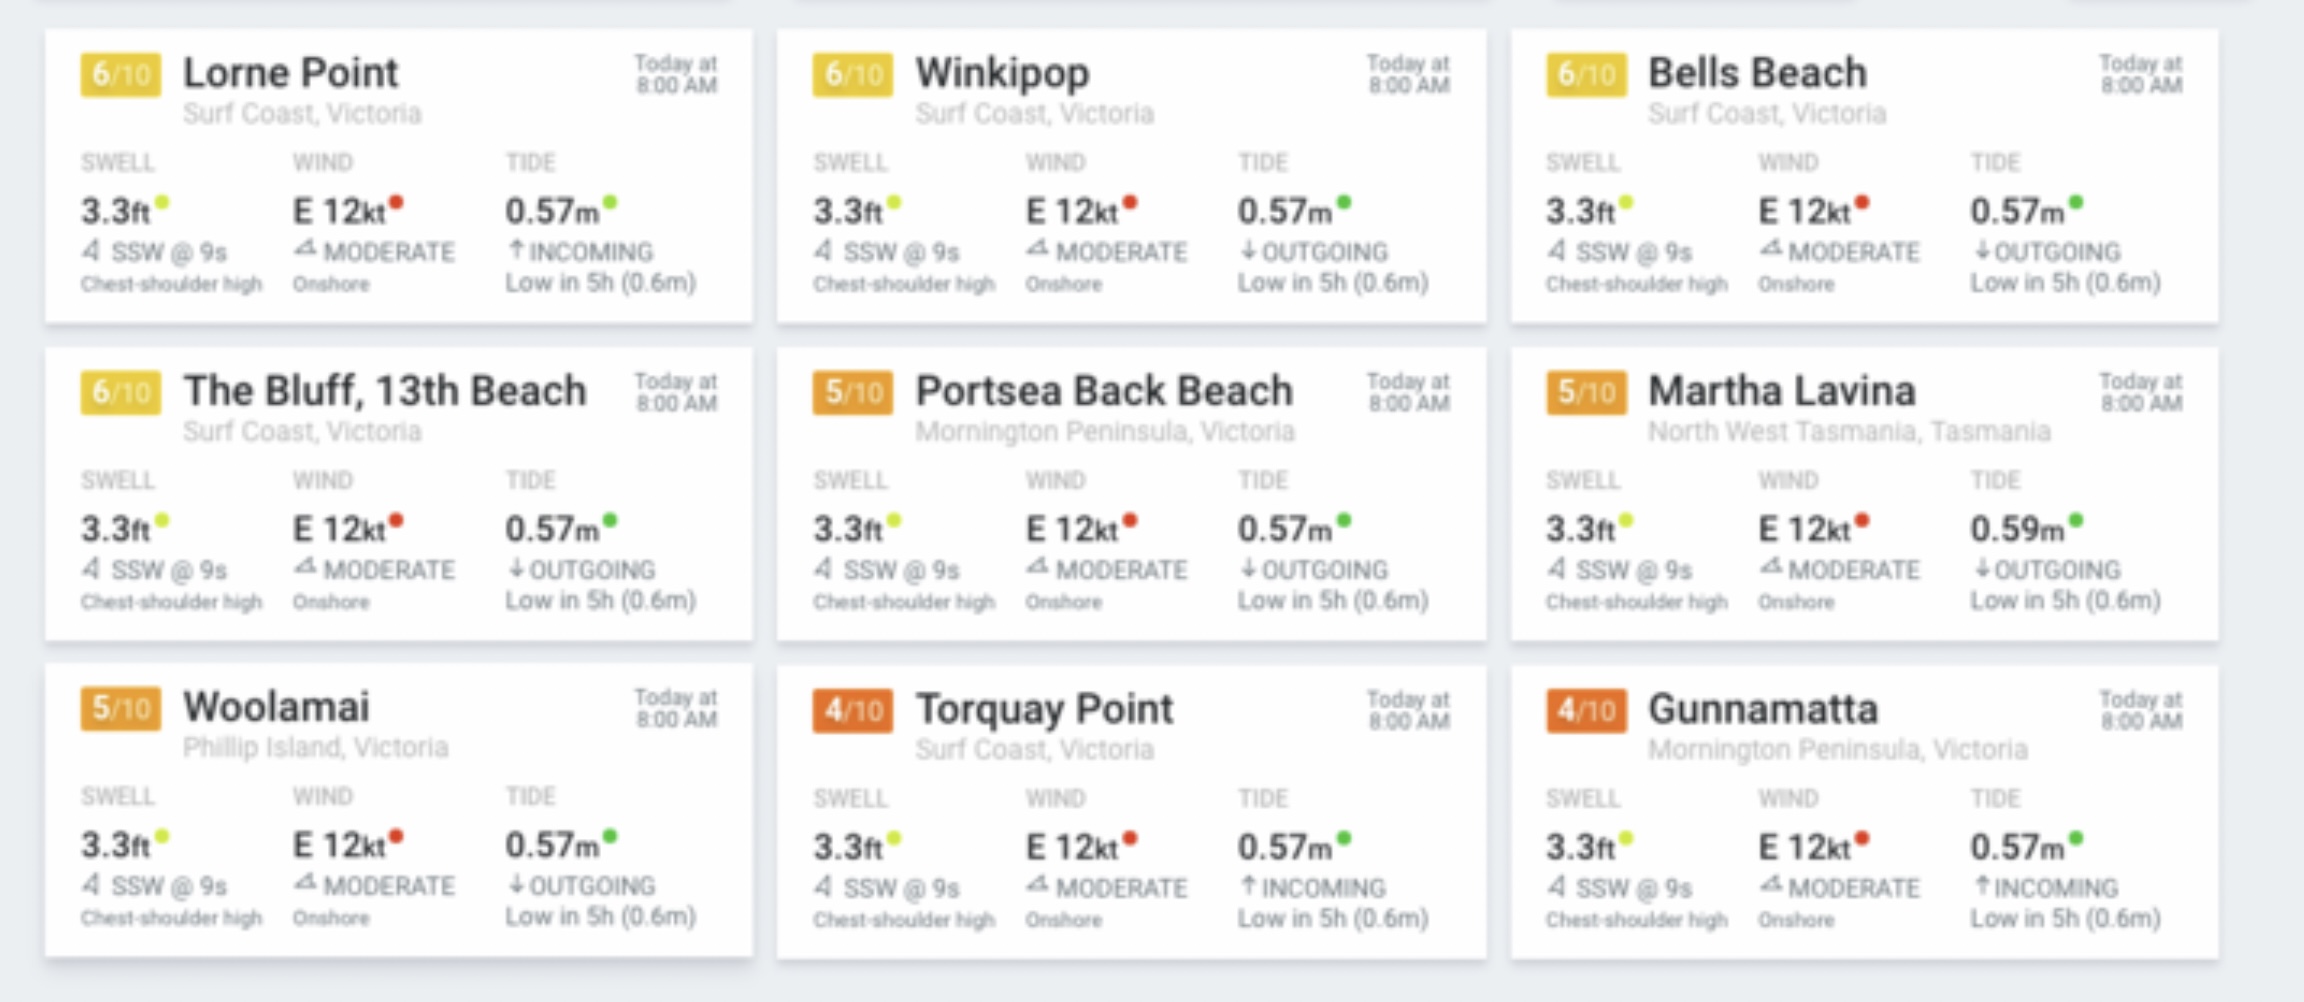 6/10 Lorne Point Today at 8:00 AM
Surf Coast, Victoria
SWELL WIND TIDE
3.3ft E 12kt 0.57m
SSW @ 9s MODERATE ↑INCOMING
Chest-shoulder high Onshore Low in 5h (0.6m)
6/10 Winkipop Today at 8:00 AM
Surf Coast, Victoria
SWELL WIND TIDE
3.3ft E 12kt 0.57m
SSW @ 9s MODERATE ↓OUTGOING
Chest-shoulder high Onshore Low in 5h (0.6m)
6/10 Bells Beach Today at 8:00 AM
Surf Coast, Victoria
SWELL WIND TIDE
3.3ft E 12kt 0.57m
SSW @ 9s MODERATE ↓OUTGOING
Chest-shoulder high Onshore Low in 5h (0.6m)
6/10 The Bluff, 13th Beach Today at 8:00 AM
Surf Coast, Victoria
SWELL WIND TIDE
3.3ft E 12kt 0.57m
SSW @ 9s MODERATE ↓OUTGOING
Chest-shoulder high Onshore Low in 5h (0.6m)
5/10 Portsea Back Beach Today at 8:00 AM
Mornington Peninsula, Victoria
SWELL WIND TIDE
3.3ft E 12kt 0.57m
SSW @ 9s MODERATE ↓OUTGOING
Chest-shoulder high Onshore Low in 5h (0.6m)
5/10 Martha Lavina Today at 8:00 AM
North West Tasmania, Tasmania
SWELL WIND TIDE
3.3ft E 12kt 0.59m
SSW @ 9s MODERATE ↓OUTGOING
Chest-shoulder high Onshore Low in 5h (0.6m)
5/10 Woolamai Today at 8:00 AM
Phillip Island, Victoria
SWELL WIND TIDE
3.3ft E 12kt 0.57m
SSW @ 9s MODERATE ↓OUTGOING
Chest-shoulder high Onshore Low in 5h (0.6m)
4/10 Torquay Point Today at 8:00 AM
Surf Coast, Victoria
SWELL WIND TIDE
3.3ft E 12kt 0.57m
SSW @ 9s MODERATE ↑INCOMING
Chest-shoulder high Onshore Low in 5h (0.6m)
4/10 Gunnamatta Today at 8:00 AM
Mornington Peninsula, Victoria
SWELL WIND TIDE
3.3ft E 12kt 0.57m
SSW @ 9s MODERATE ↑INCOMING
Chest-shoulder high Onshore Low in 5h (0.6m)